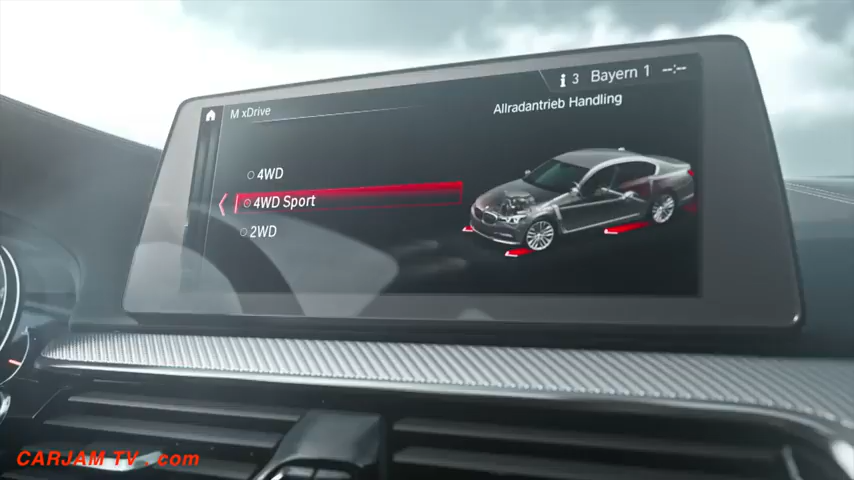 3 Bayern 1 --:--
M xDrive
Allradantrieb Handling
4WD
4WD Sport
2WD
CARJAM TV . com